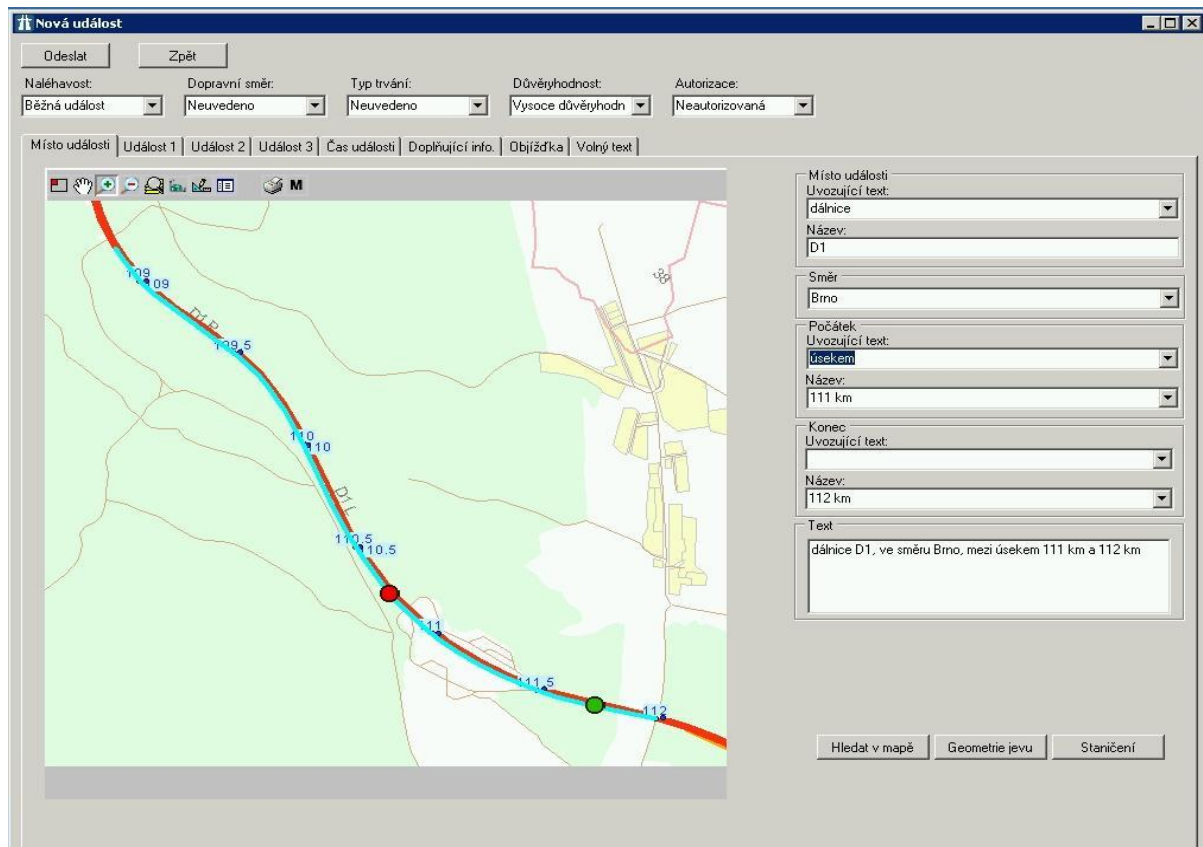 Nová událost
Odeslat Zpět
Naléhavost: Dopravní směr: Typ trvání: Důvěryhodnost: Autorizace:
Běžná událost Neuvedeno Neuvedeno Vysoce důvěryhodn Neautorizovaná
Místo události Událost 1 Událost 2 Událost 3 Čas události Doplňující info. Objížďka Volný text
M
109
109
D1 P
109.5
38
110
110
D1 L
110.5
10.5
111
111.5
112
Místo události
Uvozující text:
dálnice
Název:
D1
Směr
Brno
Počátek
Uvozující text:
úsekem
Název:
111 km
Konec
Uvozující text:
Název:
112 km
Text
dálnice D1, ve směru Brno, mezi úsekem 111 km a 112 km
Hledat v mapě Geometrie jevu Staničení